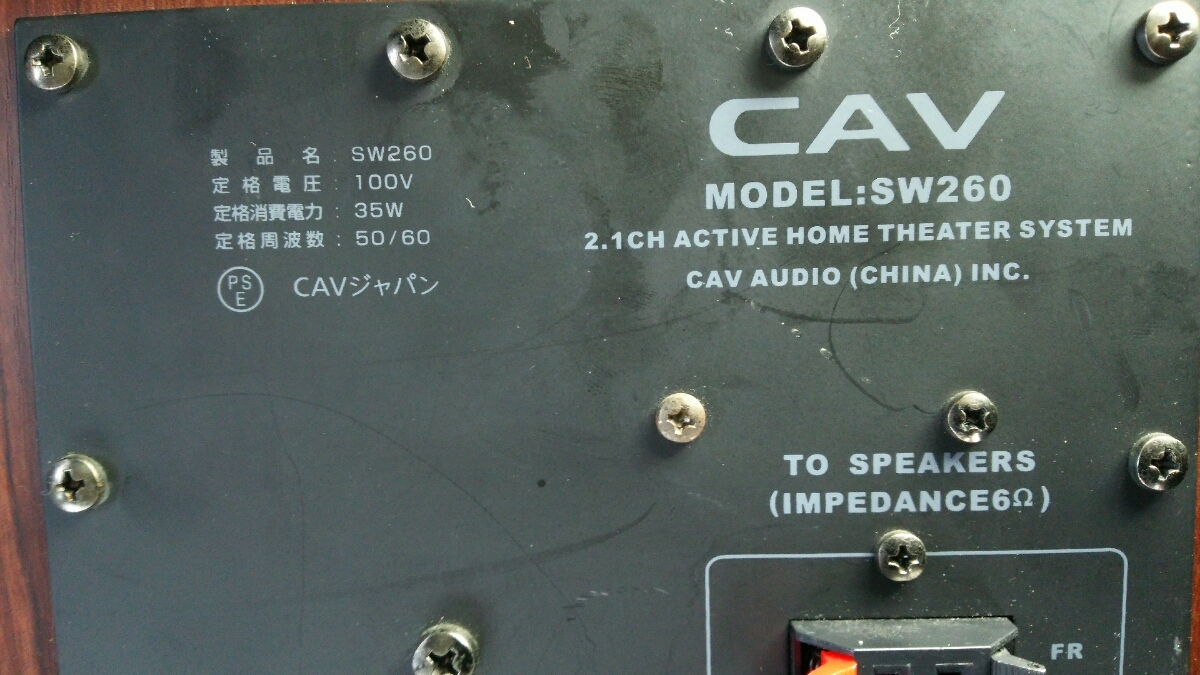 製品名：SW260
定格電圧：100V
定格消費電力：35W
定格周波数：50/60
PSE
CAVジャパン
CAV
MODEL:SW260
2.1CH ACTIVE HOME THEATER SYSTEM
CAV AUDIO (CHINA) INC.
TO SPEAKERS
(IMPEDANCE6Ω)
FR